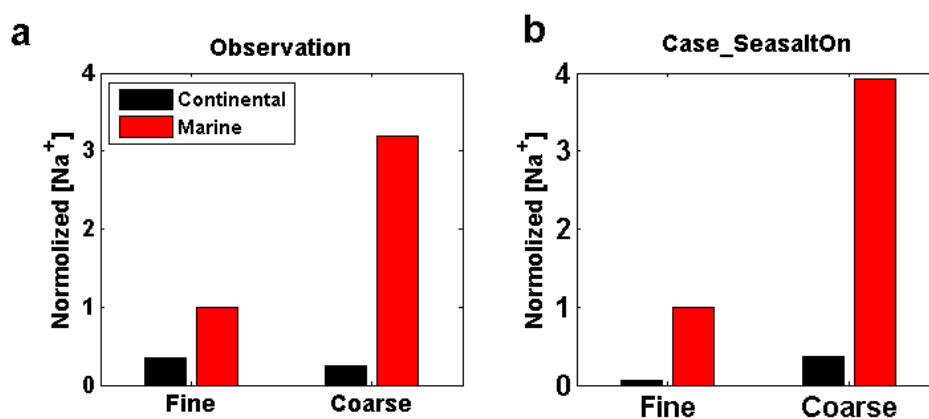 a
Observation
4
3
2
1
0
Normolized [Na+]
Continental
Marine
Fine
Coarse
b
Case_SeasaltOn
4
3
2
1
0
Normolized [Na+]
Fine
Coarse